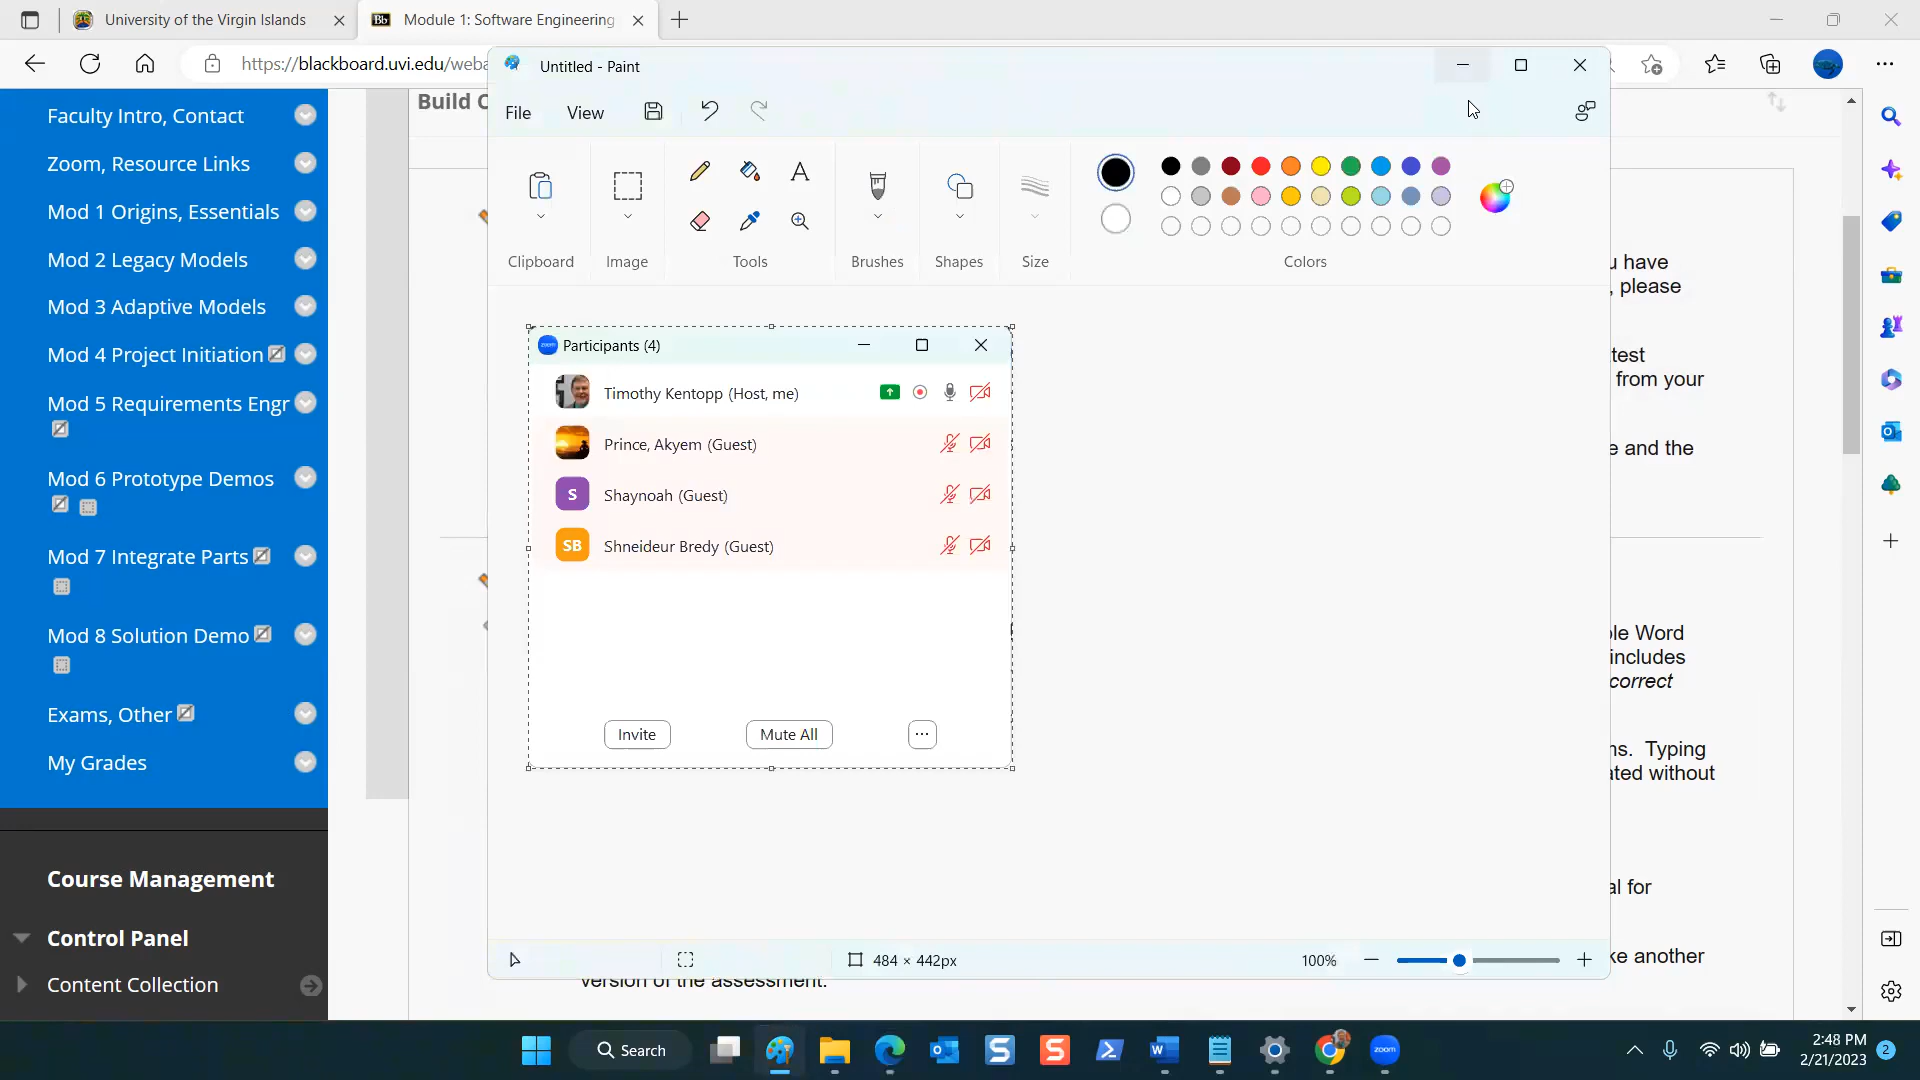 University of the Virgin Islands
Bb Module 1: Software Engineering
https://blackboard.uvi.edu/weba
Untitled - Paint
File
View
Clipboard
Image
Tools
Brushes
Shapes
Size
Colors
Faculty Intro, Contact
Zoom, Resource Links
Mod 1 Origins, Essentials
Mod 2 Legacy Models
Mod 3 Adaptive Models
Mod 4 Project Initiation
Mod 5 Requirements Engr
Mod 6 Prototype Demos
Mod 7 Integrate Parts
Mod 8 Solution Demo
Exams, Other
My Grades
Course Management
Control Panel
Content Collection
Build C
zoom Participants (4)
Timothy Kentopp (Host, me)
Prince, Akyem (Guest)
S Shaynoah (Guest)
SB Shneideur Bredy (Guest)
Invite
Mute All
u have
, please
test
from your
e and the
ple Word
includes
correct
ns. Typing
ated without
al for
ke another
version of the assessment.
484 × 442px
100%
Search
zoom
2:48 PM
2/21/2023
2